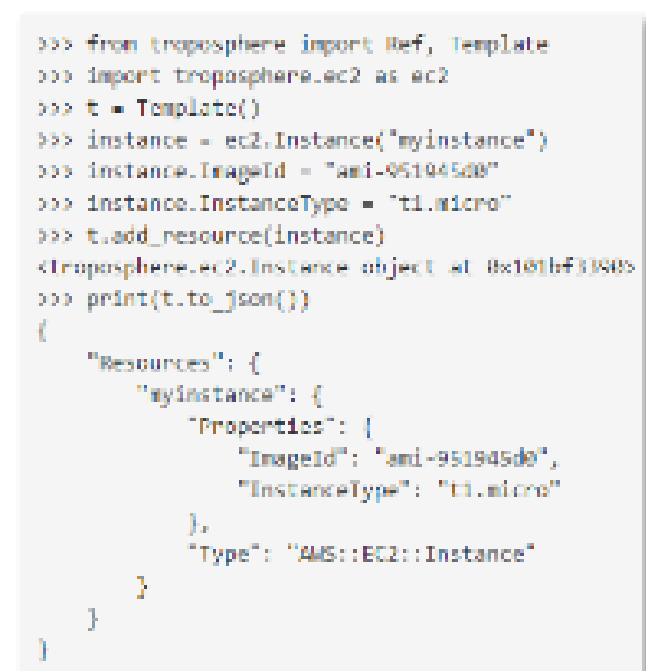 >>> from troposphere import Ref, Template
>>> import troposphere.ec2 as ec2
>>> t = Template()
>>> instance = ec2.Instance("myinstance")
>>> instance.ImageId = "ami-951945d0"
>>> instance.InstanceType = "t1.micro"
>>> t.add_resource(instance)
<troposphere.ec2.Instance object at 0x101bf3390>
>>> print(t.to_json())
{
    "Resources": {
        "myinstance": {
            "Properties": {
                "ImageId": "ami-951945d0",
                "InstanceType": "t1.micro"
            },
            "Type": "AWS::EC2::Instance"
        }
    }
}